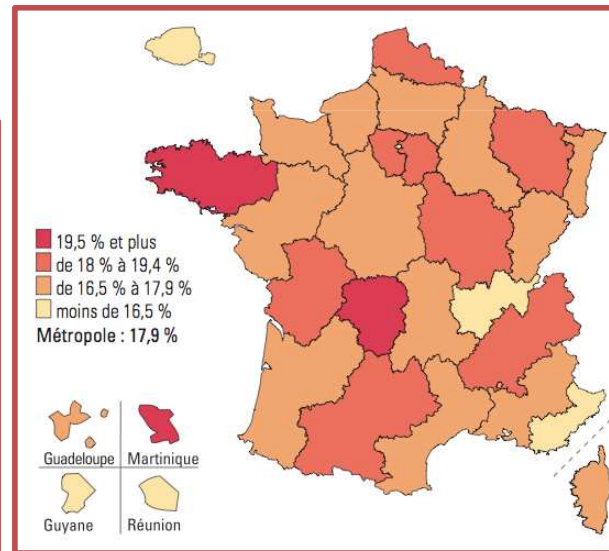 19,5 % et plus
de 18 % à 19,4 %
de 16,5 % à 17,9 %
moins de 16,5 %
Métropole : 17,9 %
Guadeloupe Martinique
Guyane Réunion